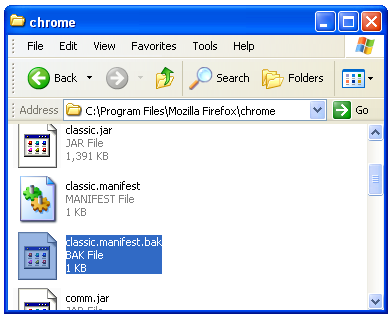 chrome
File Edit View Favorites Tools Help
Back Search Folders
Address C:\Program Files\Mozilla Firefox\chrome Go
classic.jar
JAR File
1,391 KB
classic.manifest
MANIFEST File
1 KB
classic.manifest.bak
BAK File
1 KB
comm.jar
JAR File